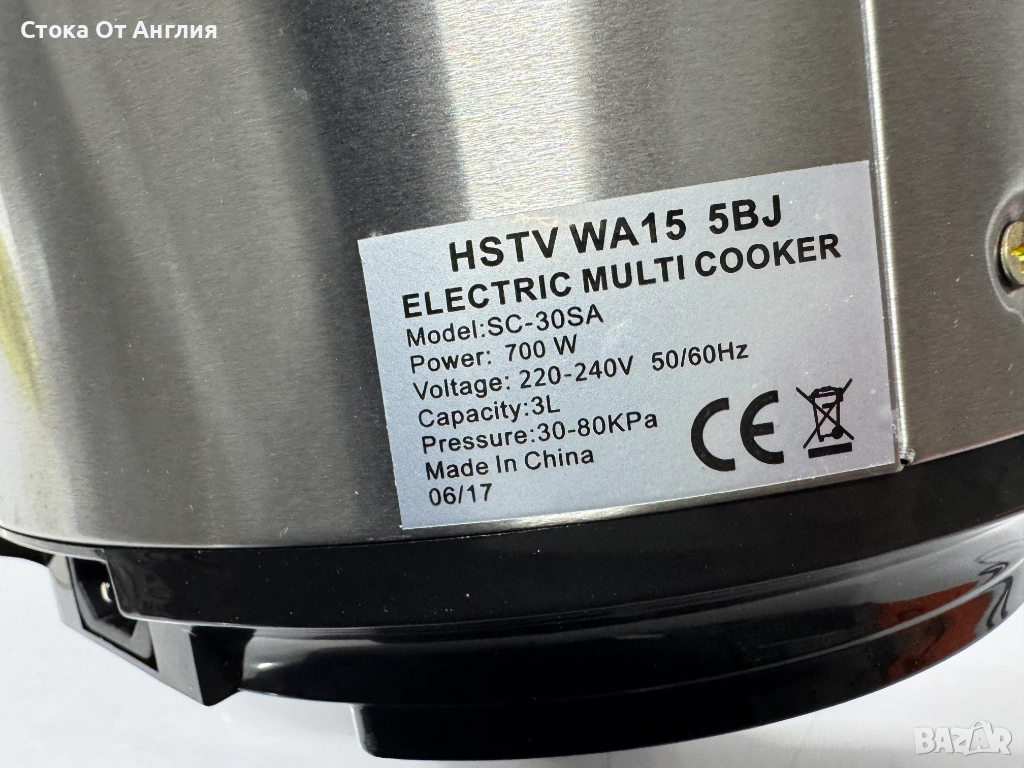 Стока От Англия
HSTV WA15 5BJ
ELECTRIC MULTI COOKER
Model:SC-30SA
Power: 700 W
Voltage: 220-240V 50/60Hz
Capacity:3L
Pressure:30-80KPa
Made In China
06/17
CE
BAZAR